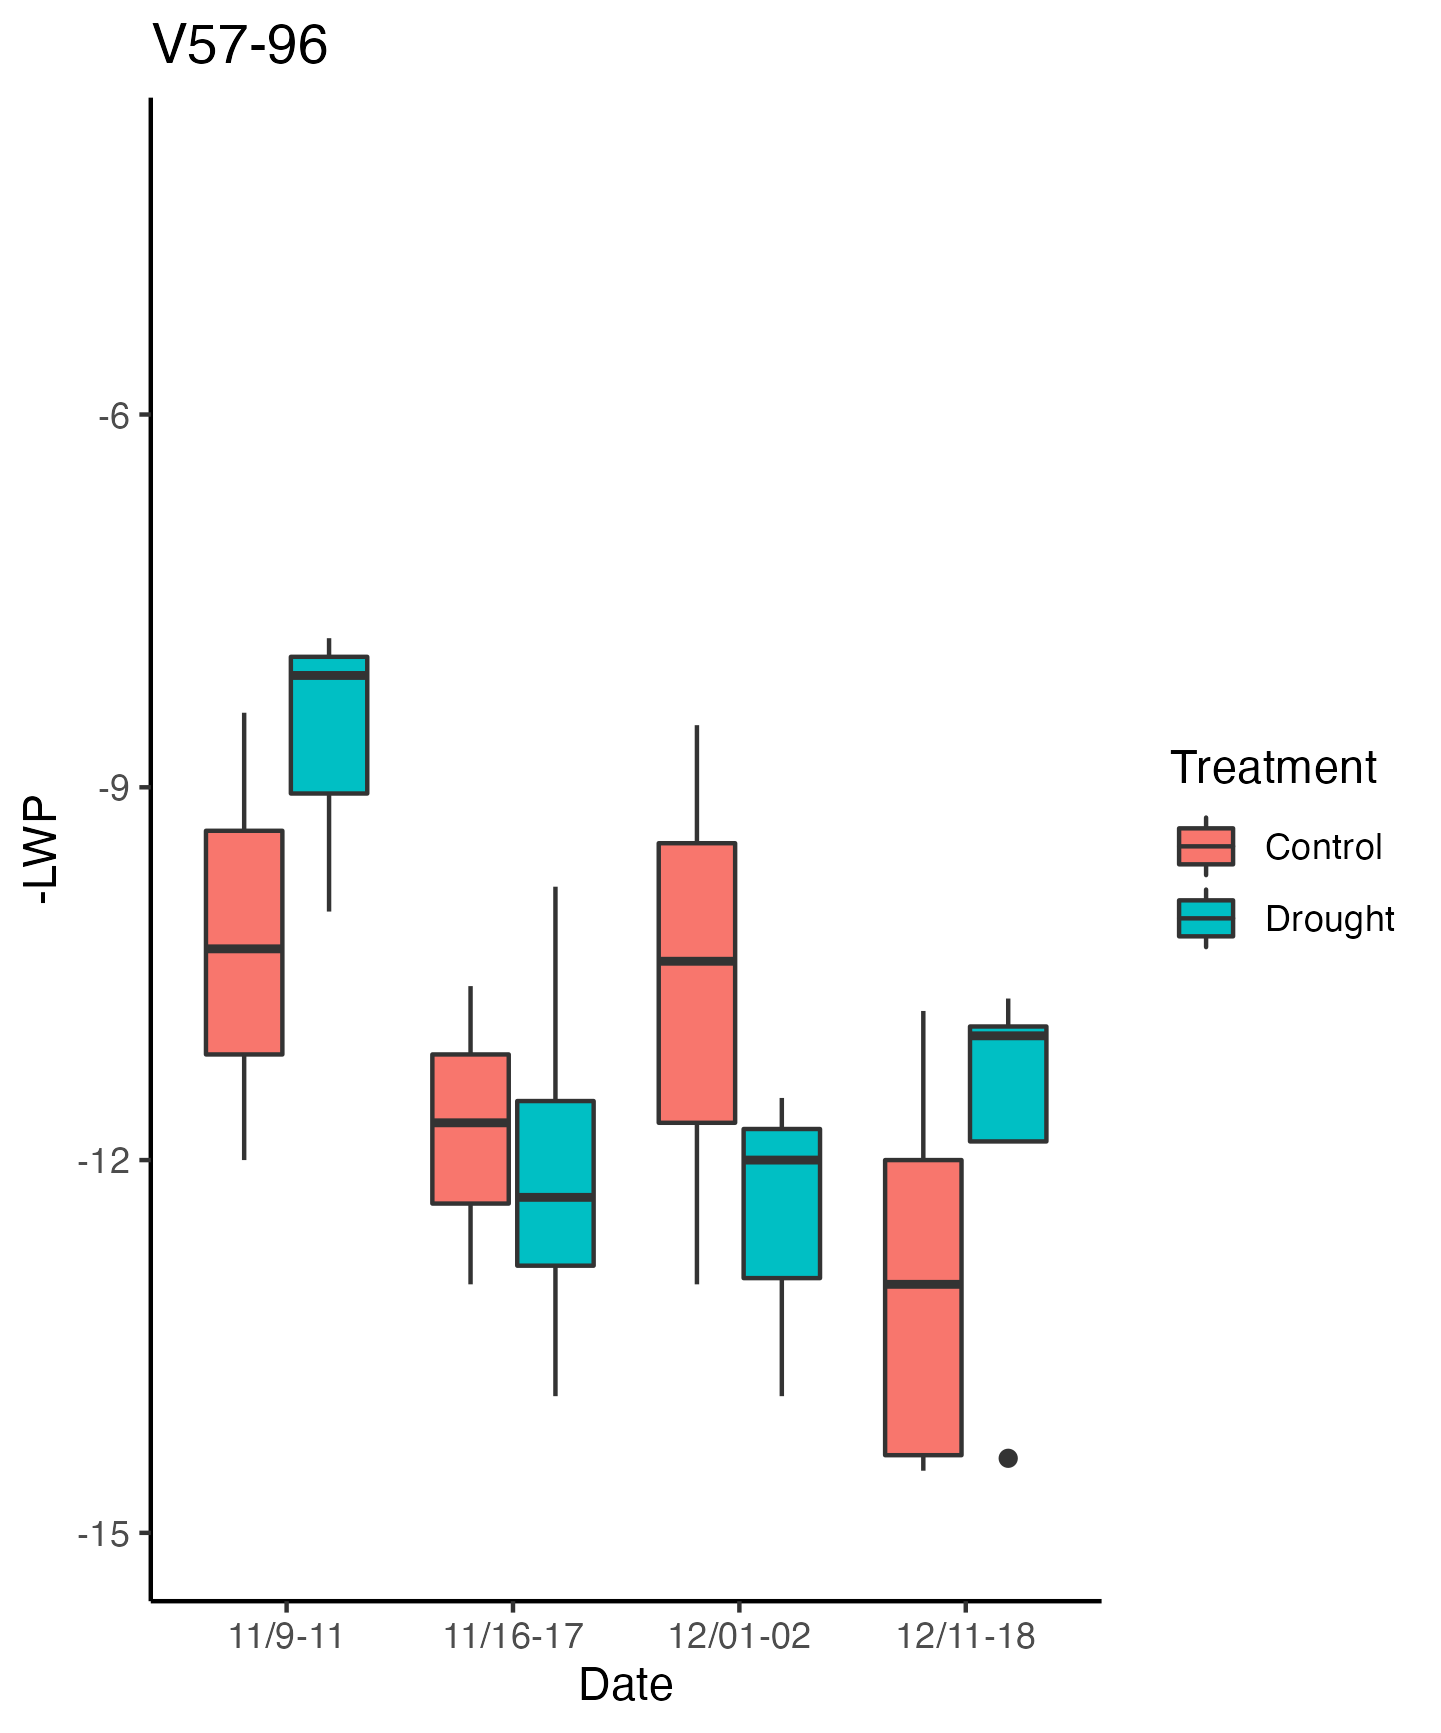 V57-96
-6
-9
-12
-15
-LWP
11/9-11
11/16-17
12/01-02
12/11-18
Date
Treatment
Control
Drought